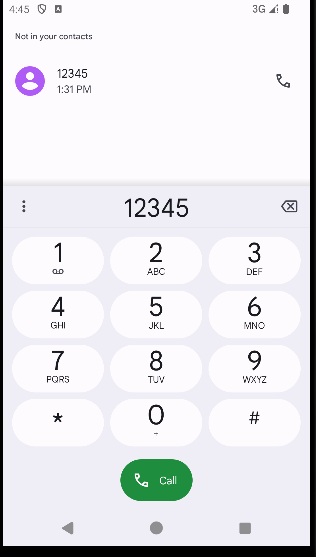 4:45
3G
Not in your contacts
12345
1:31 PM
12345
1
2 ABC
3 DEF
4 GHI
5 JKL
6 MNO
7 PQRS
8 TUV
9 WXYZ
*
0 +
#
Call